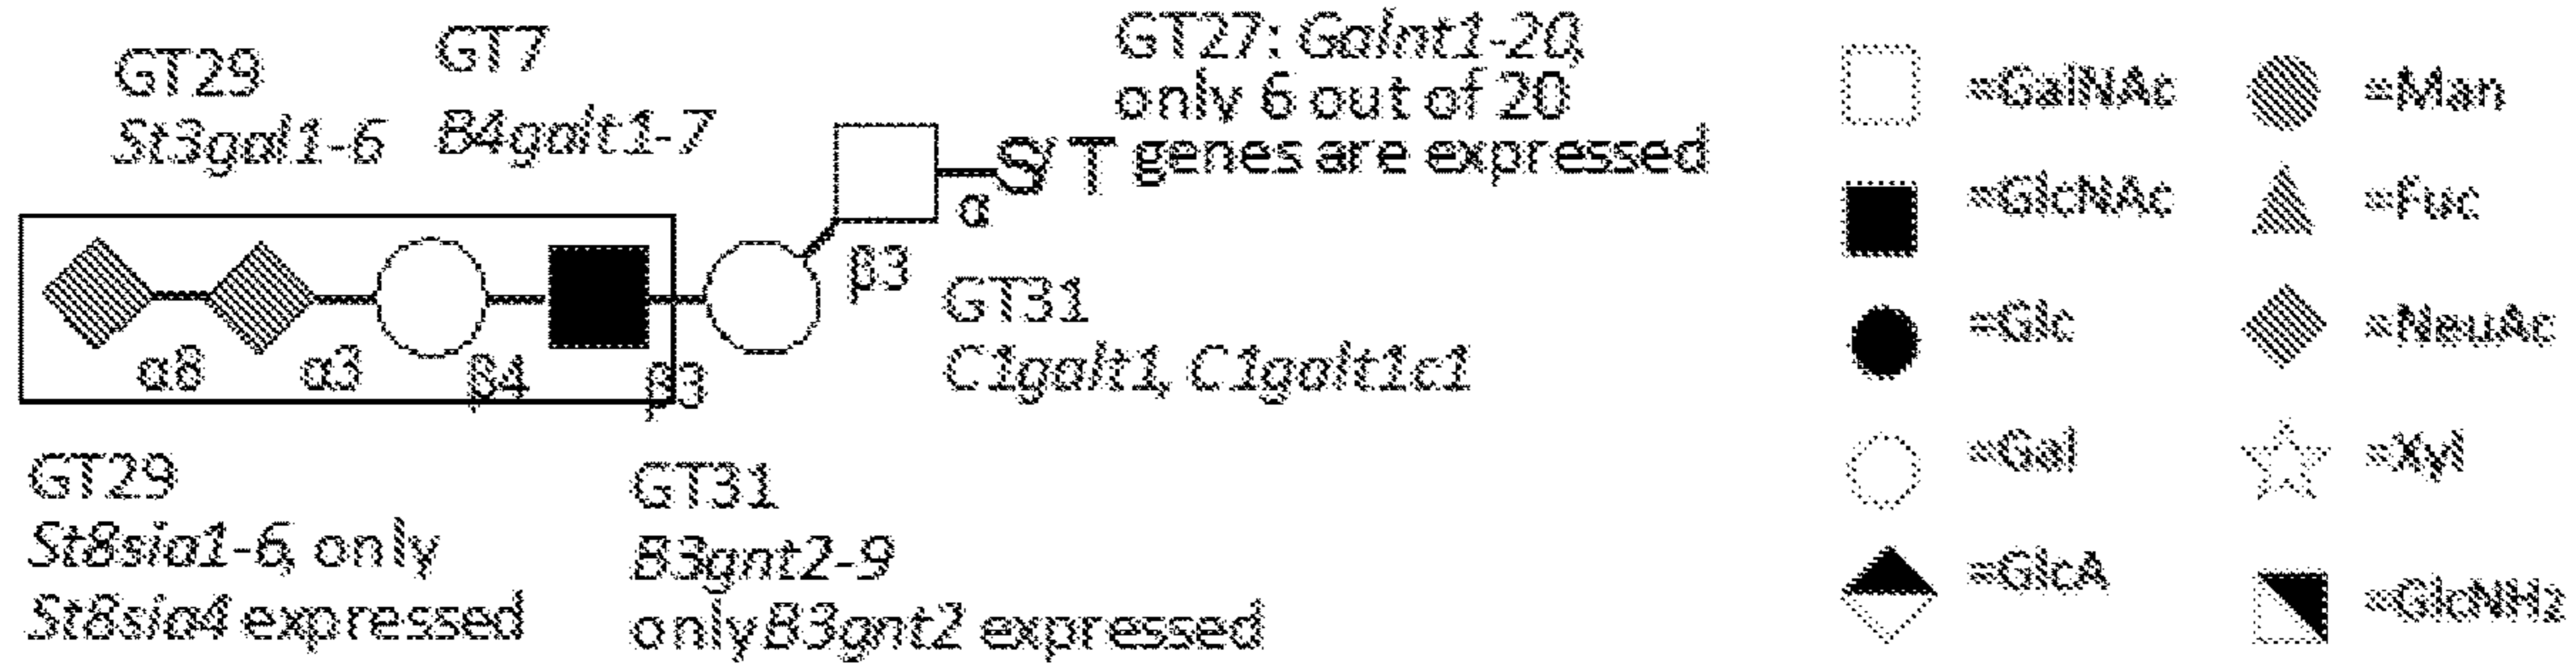 GT29
St3gal1-6
GT7
B4galt1-7
GT27: Galnt1-20,
only 6 out of 20
genes are expressed
S/T
α
β3
GT31
C1galt1, C1galt1c1
α8
α3
β4
β3
GT29
St8sia1-6, only
St8sia4 expressed
GT31
B3gnt2-9
only B3gnt2 expressed
=GalNAc
=GlcNAc
=Glc
=Gal
=GlcA
=Man
=Fuc
=NeuAc
=Xyl
=GlcNH2